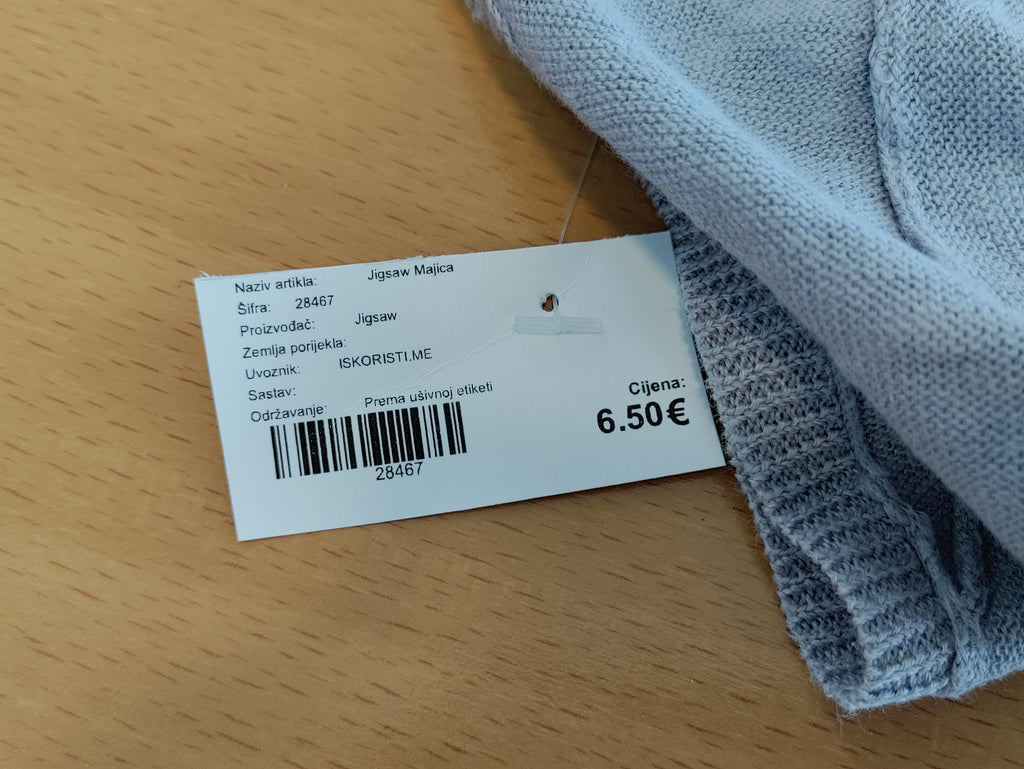 Naziv artikla: Jigsaw Majica
Šifra: 28467
Proizvođač: Jigsaw
Zemlja porijekla:
Uvoznik: ISKORISTI.ME
Sastav:
Održavanje: Prema ušivnoj etiketi
28467
Cijena:
6.50€